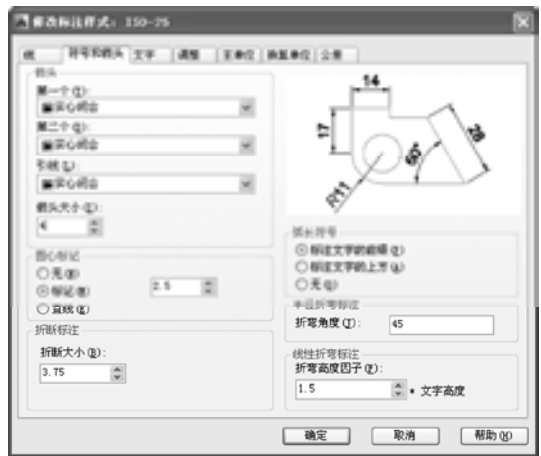 修改标注样式: ISO-25
线 符号和箭头 文字 调整 主单位 换算单位 公差
箭头
第一个(T):
实心闭合
第二个(D):
实心闭合
引线(L):
实心闭合
箭头大小(I):
4
圆心标记
无(N)
标记(M)
直线(E)
2.5
折断标注
折断大小(B):
3.75
14
17
28
60°
R11
弧长符号
标注文字的前缀(P)
标注文字的上方(A)
无(O)
半径折弯标注
折弯角度(J): 45
线性折弯标注
折弯高度因子(F):
1.5 * 文字高度
确定 取消 帮助(H)